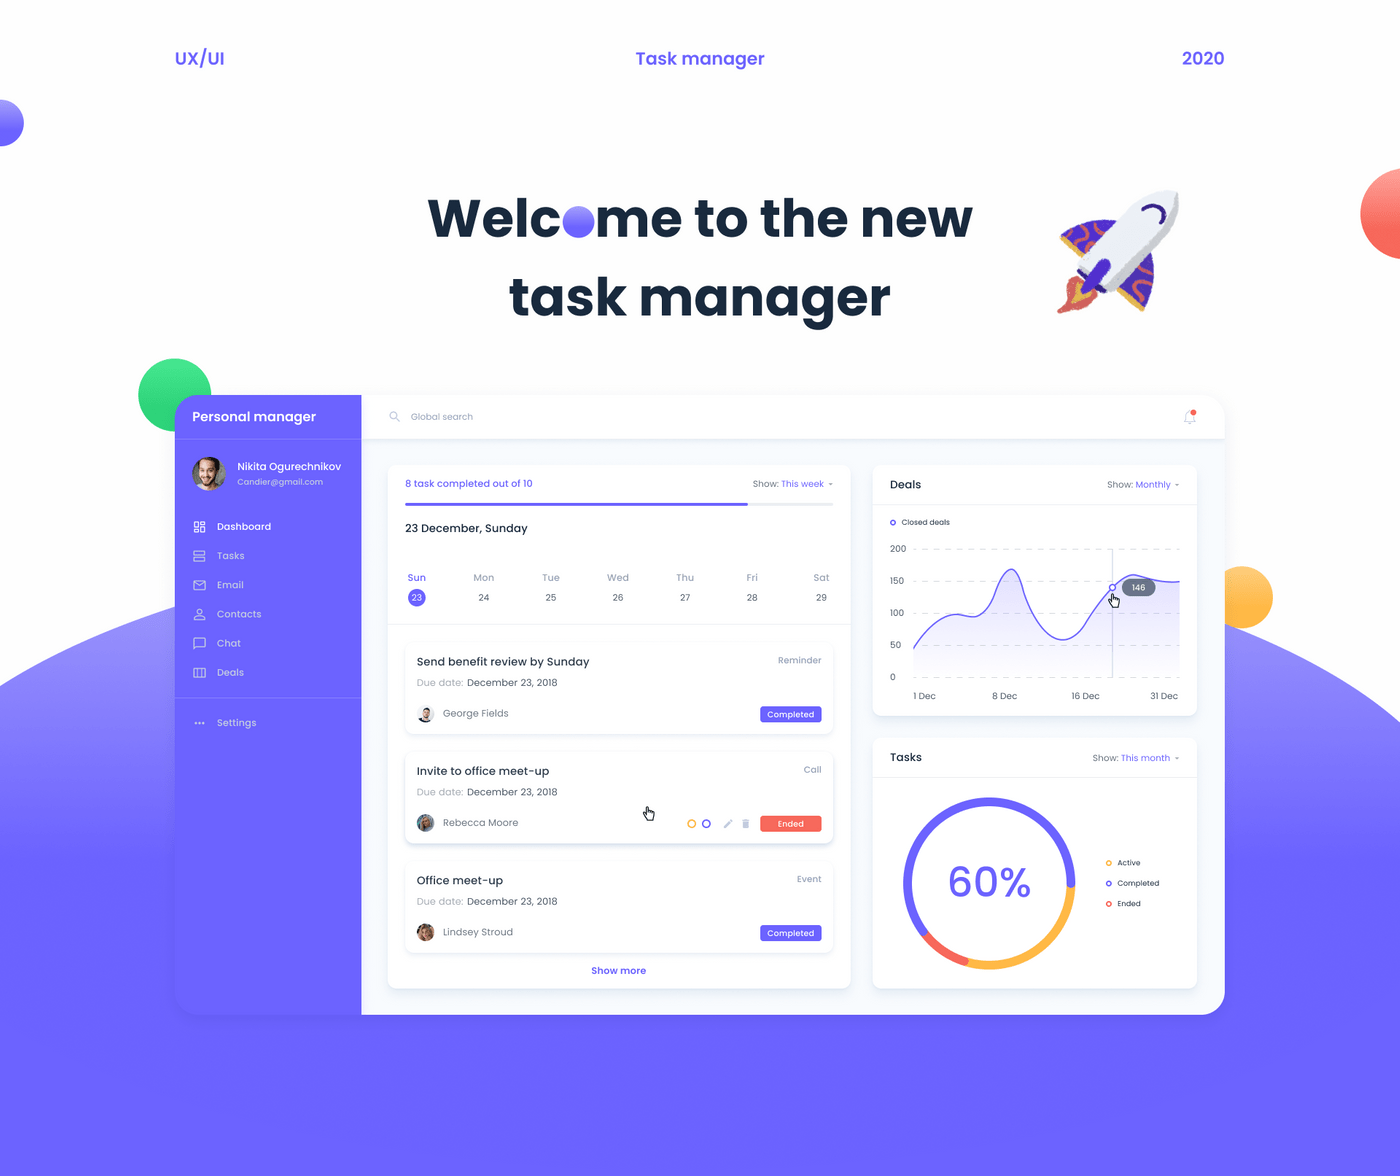 UX/UI
Task manager
2020
Welcome to the new
task manager
Personal manager
Global search
Nikita Ogurechnikov
Candier@gmail.com
Dashboard
Tasks
Email
Contacts
Chat
Deals
Settings
8 task completed out of 10
Show: This week
23 December, Sunday
Sun Mon Tue Wed Thu Fri Sat
23 24 25 26 27 28 29
Send benefit review by Sunday
Reminder
Due date: December 23, 2018
George Fields
Completed
Invite to office meet-up
Call
Due date: December 23, 2018
Rebecca Moore
Ended
Office meet-up
Event
Due date: December 23, 2018
Lindsey Stroud
Completed
Show more
Deals
Show: Monthly
Closed deals
200
150
146
100
50
0
1 Dec 8 Dec 16 Dec 31 Dec
Tasks
Show: This month
60%
Active
Completed
Ended